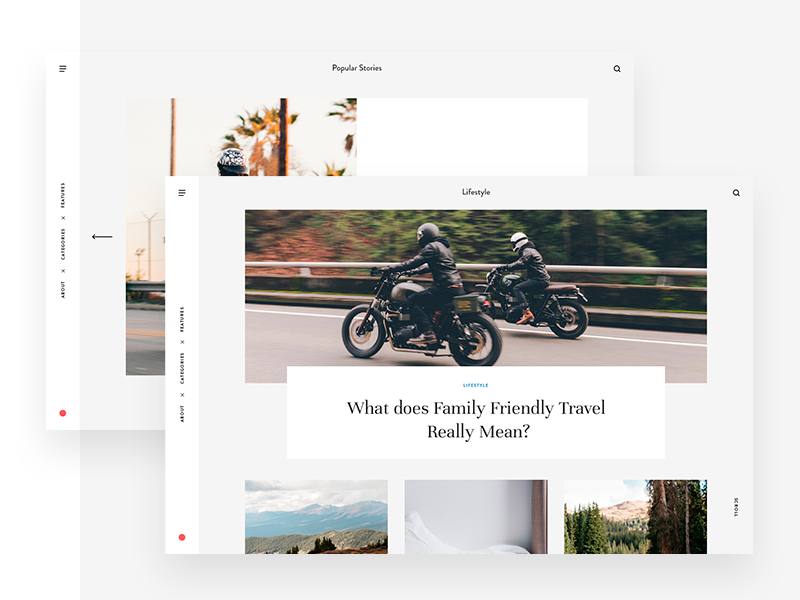 Popular Stories
FEATURES
CATEGORIES
ABOUT
Lifestyle
FEATURES
CATEGORIES
ABOUT
LIFESTYLE
What does Family Friendly Travel
Really Mean?
SCROLL